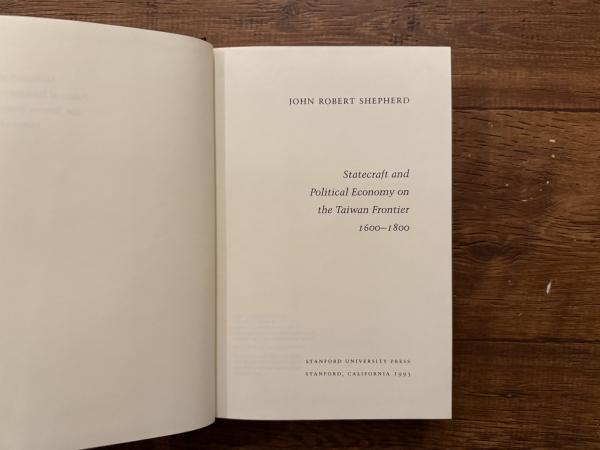 JOHN ROBERT SHEPHERD
Statecraft and
Political Economy on
the Taiwan Frontier
1600–1800
STANFORD UNIVERSITY PRESS
STANFORD, CALIFORNIA 1993